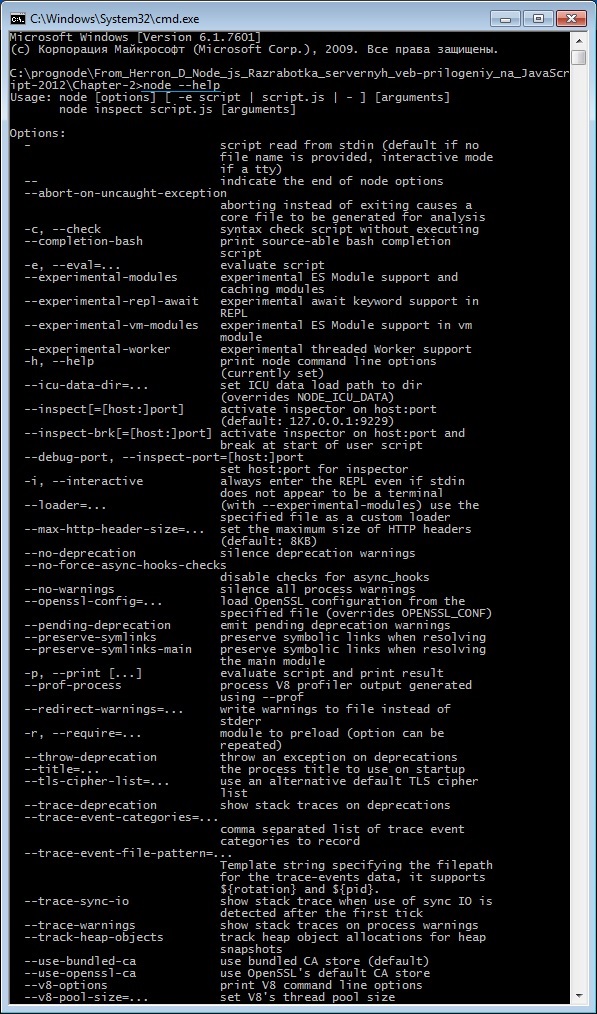 C:\Windows\System32\cmd.exe
Microsoft Windows [Version 6.1.7601]
(c) Корпорация Майкрософт (Microsoft Corp.), 2009. Все права защищены.
C:\prognode\From_Herron_D_Node_js_Razrabotka_servernyh_veb-prilogeniy_na_JavaScr
ipt-2012\Chapter-2>node --help
Usage: node [options] [ -e script | script.js | - ] [arguments]
node inspect script.js [arguments]
Options:
- script read from stdin (default if no
file name is provided, interactive mode
if a tty)
-- indicate the end of node options
--abort-on-uncaught-exception
aborting instead of exiting causes a
core file to be generated for analysis
-c, --check syntax check script without executing
--completion-bash print source-able bash completion
script
-e, --eval=... evaluate script
--experimental-modules experimental ES Module support and
caching modules
--experimental-repl-await experimental await keyword support in
REPL
--experimental-vm-modules experimental ES Module support in vm
module
--experimental-worker experimental threaded Worker support
-h, --help print node command line options
(currently set)
--icu-data-dir=... set ICU data load path to dir
(overrides NODE_ICU_DATA)
--inspect[=[host:]port] activate inspector on host:port
(default: 127.0.0.1:9229)
--inspect-brk[=[host:]port] activate inspector on host:port and
break at start of user script
--debug-port, --inspect-port=[host:]port
set host:port for inspector
-i, --interactive always enter the REPL even if stdin
does not appear to be a terminal
--loader=... (with --experimental-modules) use the
specified file as a custom loader
--max-http-header-size=... set the maximum size of HTTP headers
(default: 8KB)
--no-deprecation silence deprecation warnings
--no-force-async-hooks-checks
disable checks for async_hooks
--no-warnings silence all process warnings
--openssl-config=... load OpenSSL configuration from the
specified file (overrides OPENSSL_CONF)
--pending-deprecation emit pending deprecation warnings
--preserve-symlinks preserve symbolic links when resolving
--preserve-symlinks-main preserve symbolic links when resolving
the main module
-p, --print [...] evaluate script and print result
--prof-process process V8 profiler output generated
using --prof
--redirect-warnings=... write warnings to file instead of
stderr
-r, --require=... module to preload (option can be
repeated)
--throw-deprecation throw an exception on deprecations
--title=... the process title to use on startup
--tls-cipher-list=... use an alternative default TLS cipher
list
--trace-deprecation show stack traces on deprecations
--trace-event-categories=...
comma separated list of trace event
categories to record
--trace-event-file-pattern=...
Template string specifying the filepath
for the trace-events data, it supports
${rotation} and ${pid}.
--trace-sync-io show stack trace when use of sync IO is
detected after the first tick
--trace-warnings show stack traces on process warnings
--track-heap-objects track heap object allocations for heap
snapshots
--use-bundled-ca use bundled CA store (default)
--use-openssl-ca use OpenSSL's default CA store
--v8-options print V8 command line options
--v8-pool-size=... set V8's thread pool size